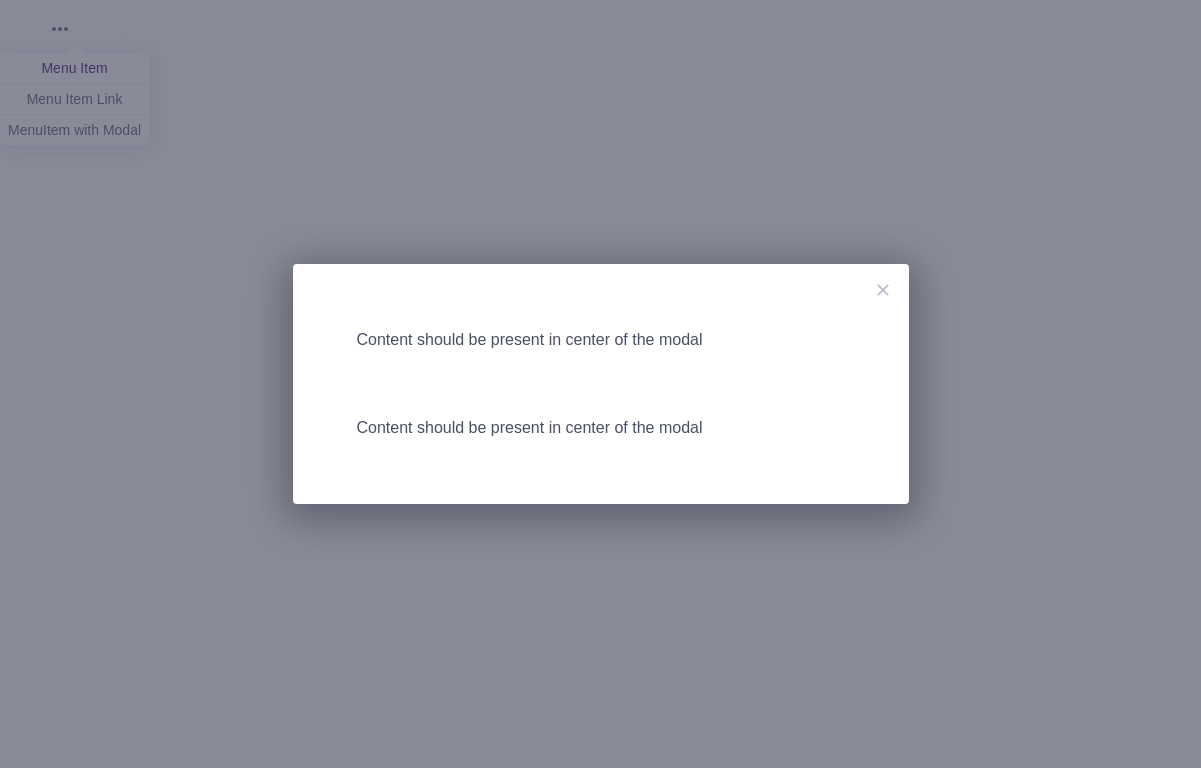 Menu Item
Menu Item Link
MenuItem with Modal
Content should be present in center of the modal
Content should be present in center of the modal